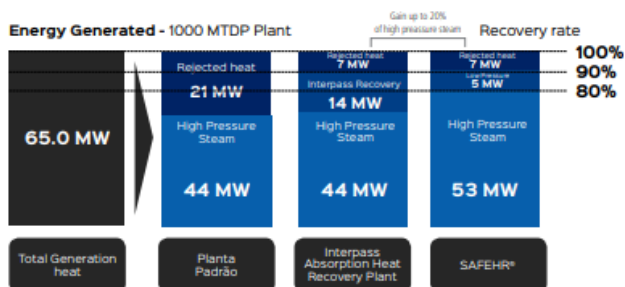 Gain up to 20%
of high preassure steam
Energy Generated - 1000 MTDP Plant
Recovery rate
100%
90%
80%
65.0 MW
Rejected heat
21 MW
High Pressure
Steam
44 MW
Rejected heat
7 MW
Interpass Recovery
14 MW
High Pressure
Steam
44 MW
Rejected heat
7 MW
Low Pressure
5 MW
High Pressure
Steam
53 MW
Total Generation
heat
Planta
Padrão
Interpass
Absorption Heat
Recovery Plant
SAFEHR®